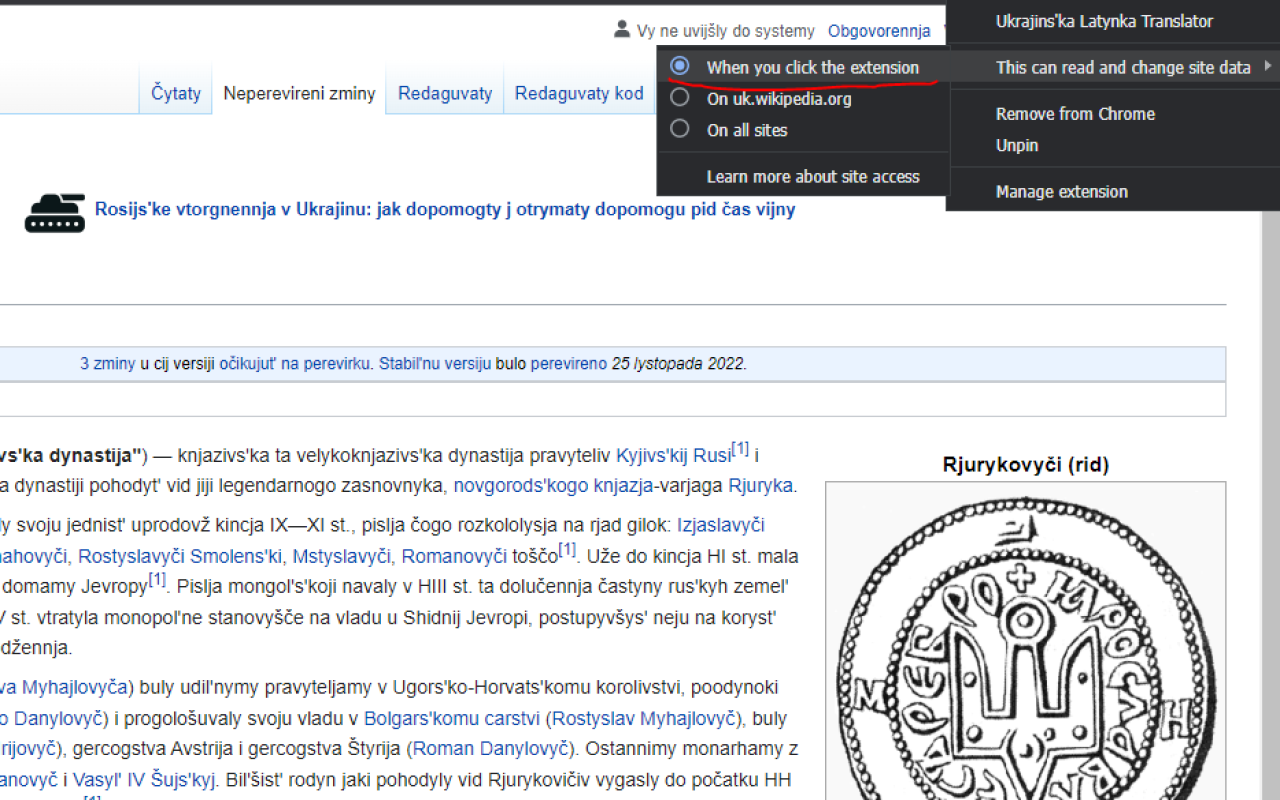 Vy ne uvijšly do systemy Obgovorennja
Čytaty Neperevireni zminy Redaguvaty Redaguvaty kod
Ukrajins'ka Latynka Translator
This can read and change site data
Remove from Chrome
Unpin
Manage extension
When you click the extension
On uk.wikipedia.org
On all sites
Learn more about site access
Rosijs'ke vtorgnennja v Ukrajinu: jak dopomogty j otrymaty dopomogu pid čas vijny
3 zminy u cij versiji očikujut' na perevirku. Stabil'nu versiju bulo perevireno 25 listopada 2022.
vs'ka dynastija") — knjazivs'ka ta velykoknjazivs'ka dynastija pravyteliv Kyjivs'kij Rusi[1] i
a dynastiji pohodyt' vid jiji legendarnogo zasnovnyka, novgorods'kogo knjazja-varjaga Rjuryka.
ly svoju jednist' uprodovž kincja IX—XI st., pislja čogo rozkololysja na rjad gilok: Izjaslavyči
nahovyči, Rostyslavyči Smolens'ki, Mstyslavyči, Romanovyči toščo[1]. Uže do kincja HI st. mala
domamy Jevropy[1]. Pislja mongol's'koji navaly v HIII st. ta dolučennja častyny rus'kyh zemel'
V st. vtratyla monopol'ne stanovyšče na vladu u Shidnij Jevropi, postupyvšys' neju na koryst'
džennja.
va Myhajlovyča) buly udil'nymy pravyteljamy v Ugors'ko-Horvats'komu korolivstvi, poodynoki
o Danylovyč) i progološuvaly svoju vladu v Bolgars'komu carstvi (Rostyslav Myhajlovyč), buly
rijovyč), gercogstva Avstrija i gercogstva Štyrija (Roman Danylovyč). Ostannimy monarhamy z
anovyč i Vasyl' IV Šujs'kyj. Bil'šist' rodyn jaki pohodyly vid Rjurykovičiv vygasly do počatku HH
[1]
Rjurykovyči (rid)